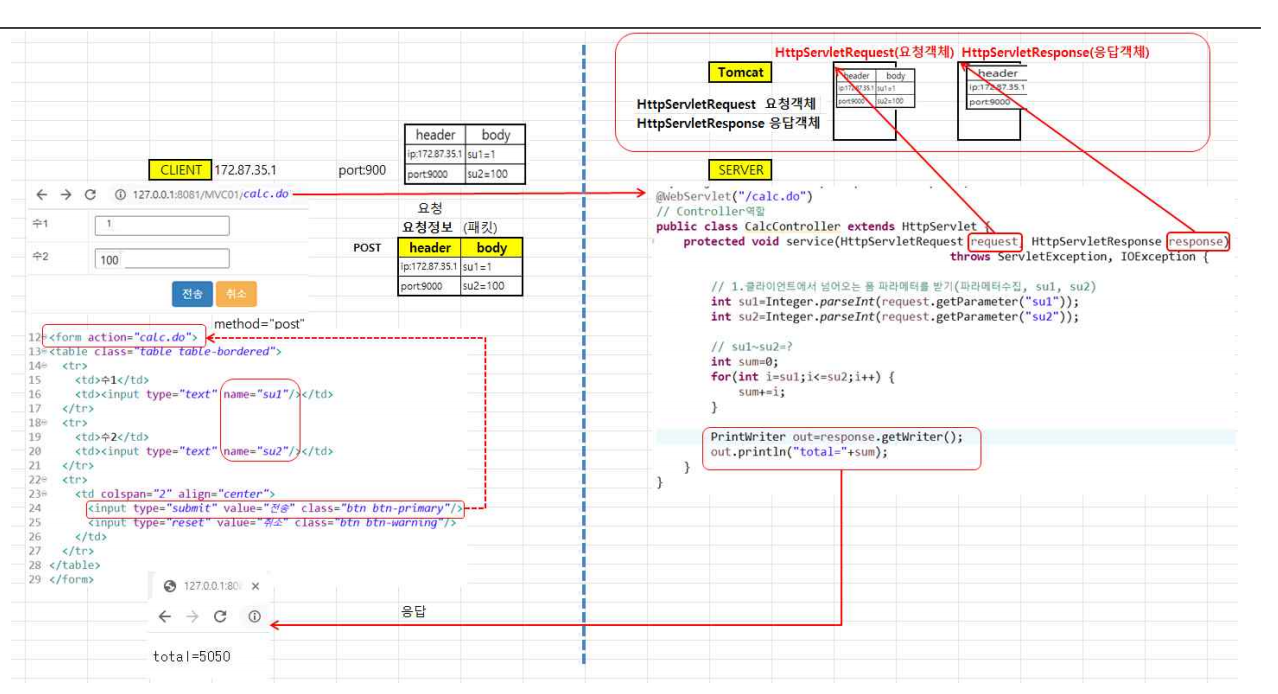 HttpServletRequest(요청객체) HttpServletResponse(응답객체)
Tomcat
header body
ip:172.87.35.1 su1=1
port:9000 su2=100
header
ip:172.87.35.1
port:9000
HttpServletRequest 요청객체
HttpServletResponse 응답객체
header body
ip:172.87.35.1 su1=1
port:9000 su2=100
CLIENT 172.87.35.1 port:900
127.0.0.1:8081/MVC01/calc.do
수1 1
수2 100
전송 취소
요청
요청정보 (패킷)
POST
header body
ip:172.87.35.1 su1=1
port:9000 su2=100
method="post"
12 <form action="calc.do">
13 <table class="table table-bordered">
14 <tr>
15 <td>수1</td>
16 <td><input type="text" name="su1"/></td>
17 </tr>
18 <tr>
19 <td>수2</td>
20 <td><input type="text" name="su2"/></td>
21 </tr>
22 <tr>
23 <td colspan="2" align="center">
24 <input type="submit" value="전송" class="btn btn-primary"/>
25 <input type="reset" value="취소" class="btn btn-warning"/>
26 </td>
27 </tr>
28 </table>
29 </form>
127.0.0.1:80
응답
total=5050
SERVER
@WebServlet("/calc.do")
// Controller역할
public class CalcController extends HttpServlet {
protected void service(HttpServletRequest request, HttpServletResponse response)
throws ServletException, IOException {
// 1.클라이언트에서 넘어오는 폼 파라메터를 받기(파라메터수집, su1, su2)
int su1=Integer.parseInt(request.getParameter("su1"));
int su2=Integer.parseInt(request.getParameter("su2"));
// su1~su2=?
int sum=0;
for(int i=su1;i<=su2;i++) {
sum+=i;
}
PrintWriter out=response.getWriter();
out.println("total="+sum);
}
}